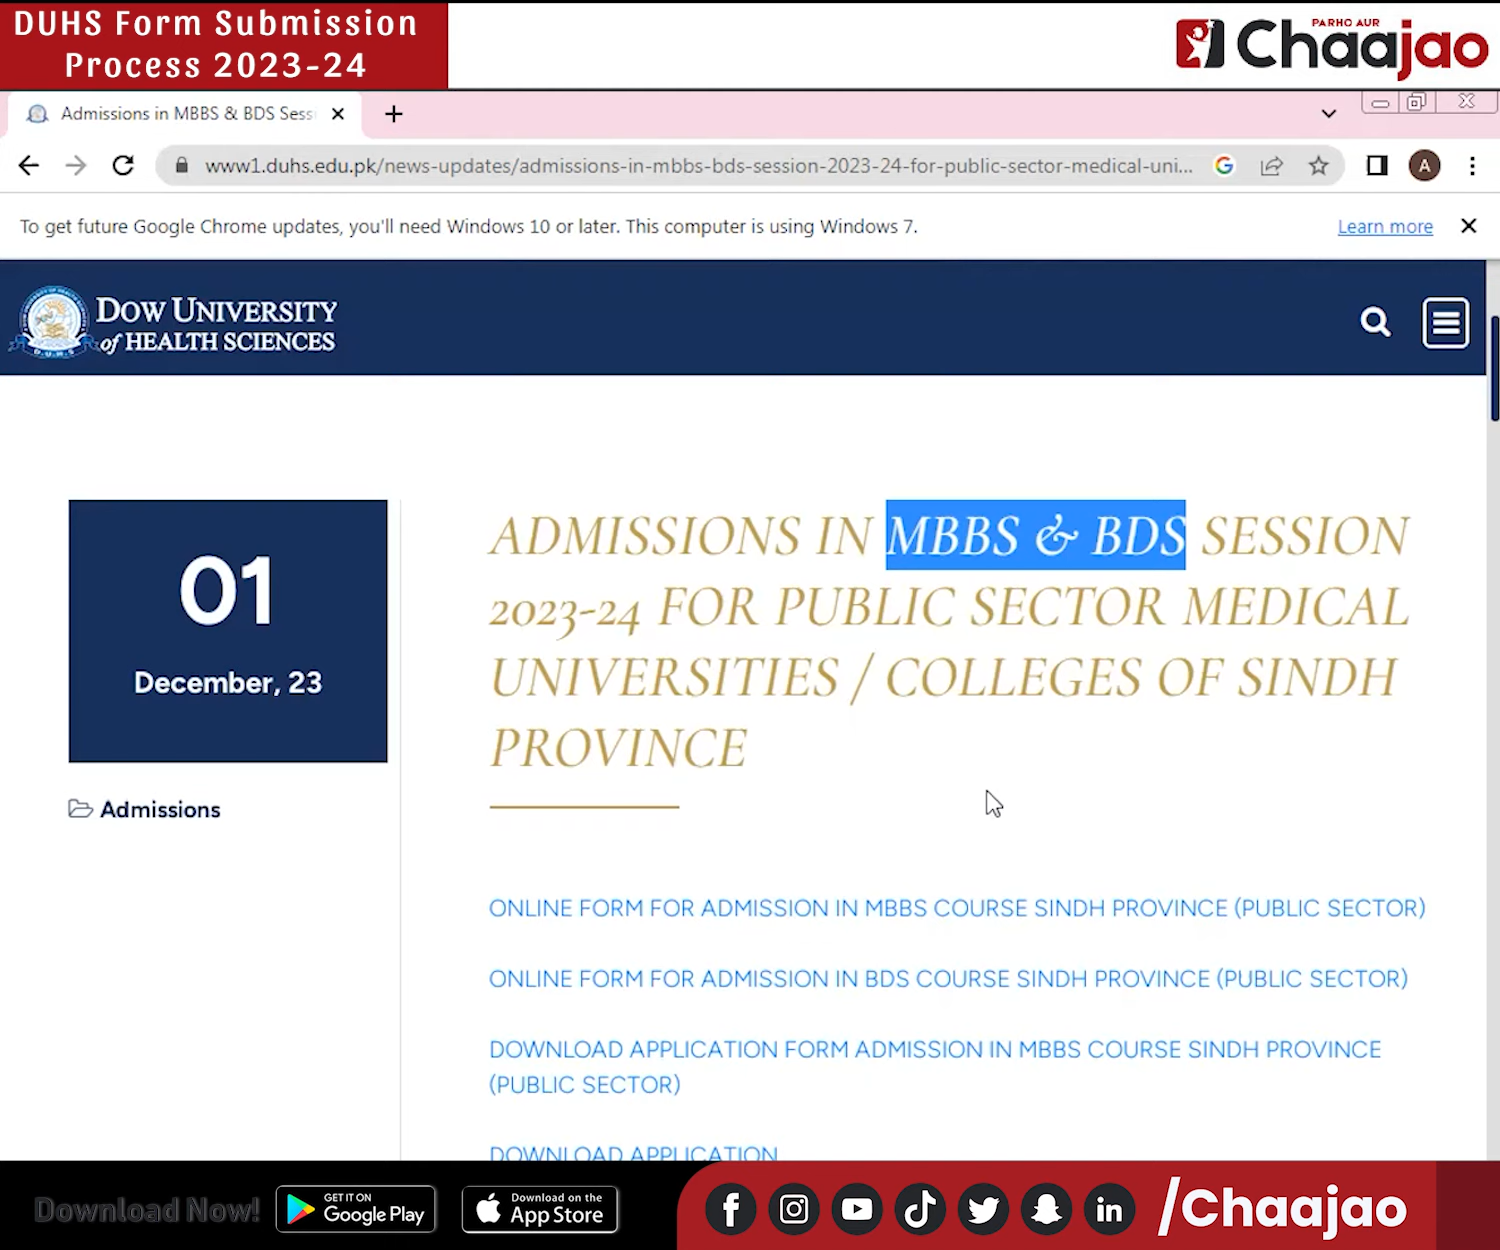 DUHS Form Submission
Process 2023-24
PARHO AUR
Chaajao
Admissions in MBBS & BDS Sess
www1.duhs.edu.pk/news-updates/admissions-in-mbbs-bds-session-2023-24-for-public-sector-medical-uni...
A
To get future Google Chrome updates, you'll need Windows 10 or later. This computer is using Windows 7.
Learn more
DOW UNIVERSITY
of HEALTH SCIENCES
D.U.H.S
01
December, 23
Admissions
ADMISSIONS IN MBBS & BDS SESSION
2023-24 FOR PUBLIC SECTOR MEDICAL
UNIVERSITIES / COLLEGES OF SINDH
PROVINCE
ONLINE FORM FOR ADMISSION IN MBBS COURSE SINDH PROVINCE (PUBLIC SECTOR)
ONLINE FORM FOR ADMISSION IN BDS COURSE SINDH PROVINCE (PUBLIC SECTOR)
DOWNLOAD APPLICATION FORM ADMISSION IN MBBS COURSE SINDH PROVINCE
(PUBLIC SECTOR)
DOWNLOAD APPLICATION
Download Now!
GET IT ON
Google Play
Download on the
App Store
/Chaajao